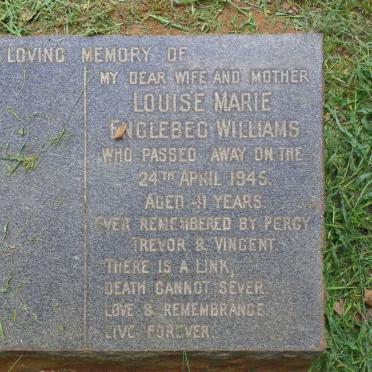 LOVING MEMORY OF
MY DEAR WIFE AND MOTHER
LOUISE MARIE
ENGLEBEG WILLIAMS
WHO PASSED AWAY ON THE
24TH APRIL 1945.
AGED 41 YEARS.
EVER REMEMBERED BY PERCY
TREVOR & VINCENT
THERE IS A LINK,
DEATH CANNOT SEVER
LOVE & REMEMBRANCE
LIVE FOREVER.